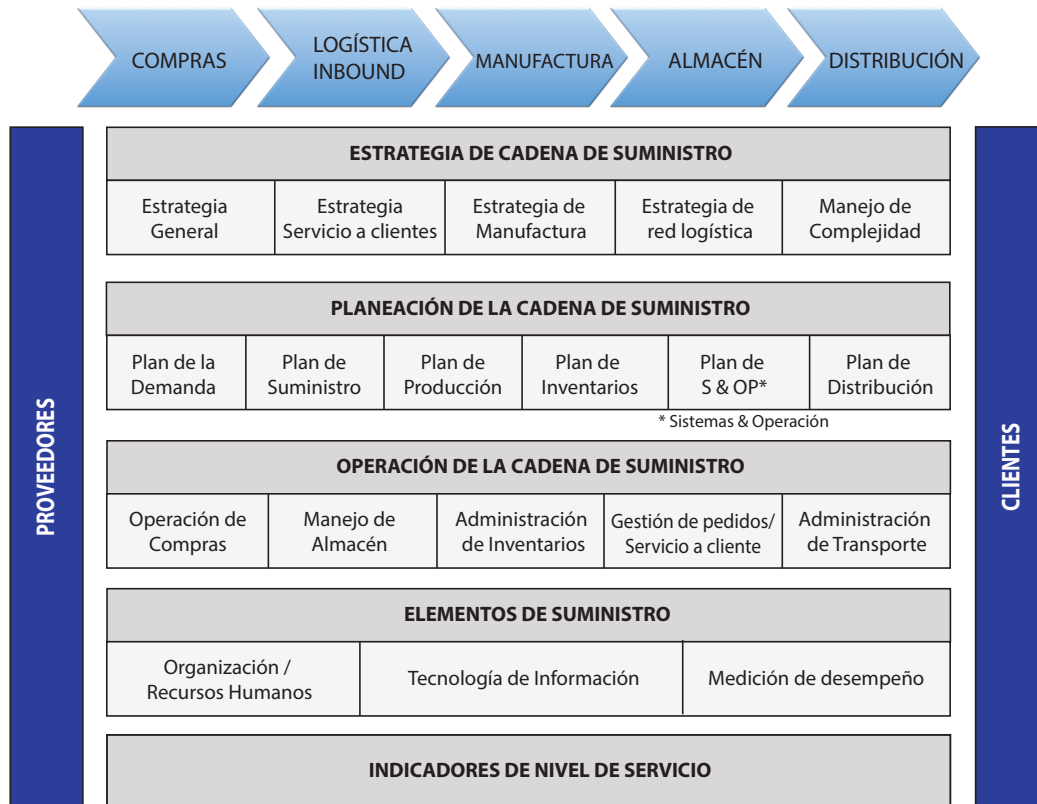 COMPRAS
LOGÍSTICA
INBOUND
MANUFACTURA
ALMACÉN
DISTRIBUCIÓN
PROVEEDORES
ESTRATEGIA DE CADENA DE SUMINISTRO
Estrategia
General
Estrategia
Servicio a clientes
Estrategia de
Manufactura
Estrategia de
red logística
Manejo de
Complejidad
PLANEACIÓN DE LA CADENA DE SUMINISTRO
Plan de la
Demanda
Plan de
Suministro
Plan de
Producción
Plan de
Inventarios
Plan de
S & OP*
Plan de
Distribución
* Sistemas & Operación
OPERACIÓN DE LA CADENA DE SUMINISTRO
Operación de
Compras
Manejo de
Almacén
Administración
de Inventarios
Gestión de pedidos/
Servicio a cliente
Administración
de Transporte
ELEMENTOS DE SUMINISTRO
Organización /
Recursos Humanos
Tecnología de Información
Medición de desempeño
INDICADORES DE NIVEL DE SERVICIO
CLIENTES